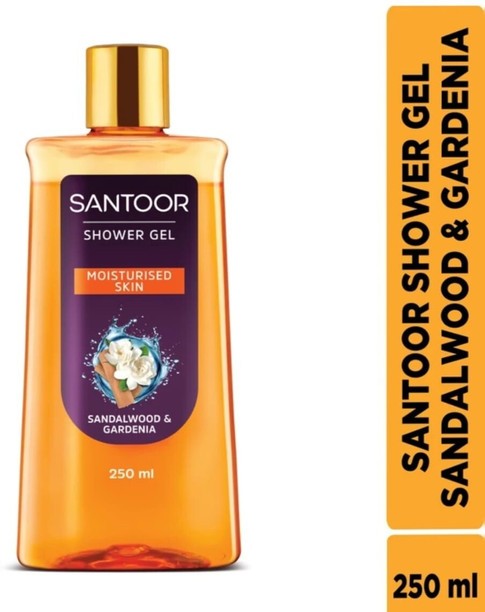 SANTOOR
SHOWER GEL
MOISTURISED
SKIN
SANDALWOOD &
GARDENIA
250 ml
SANTOOR SHOWER GEL
SANDALWOOD & GARDENIA
250 ml